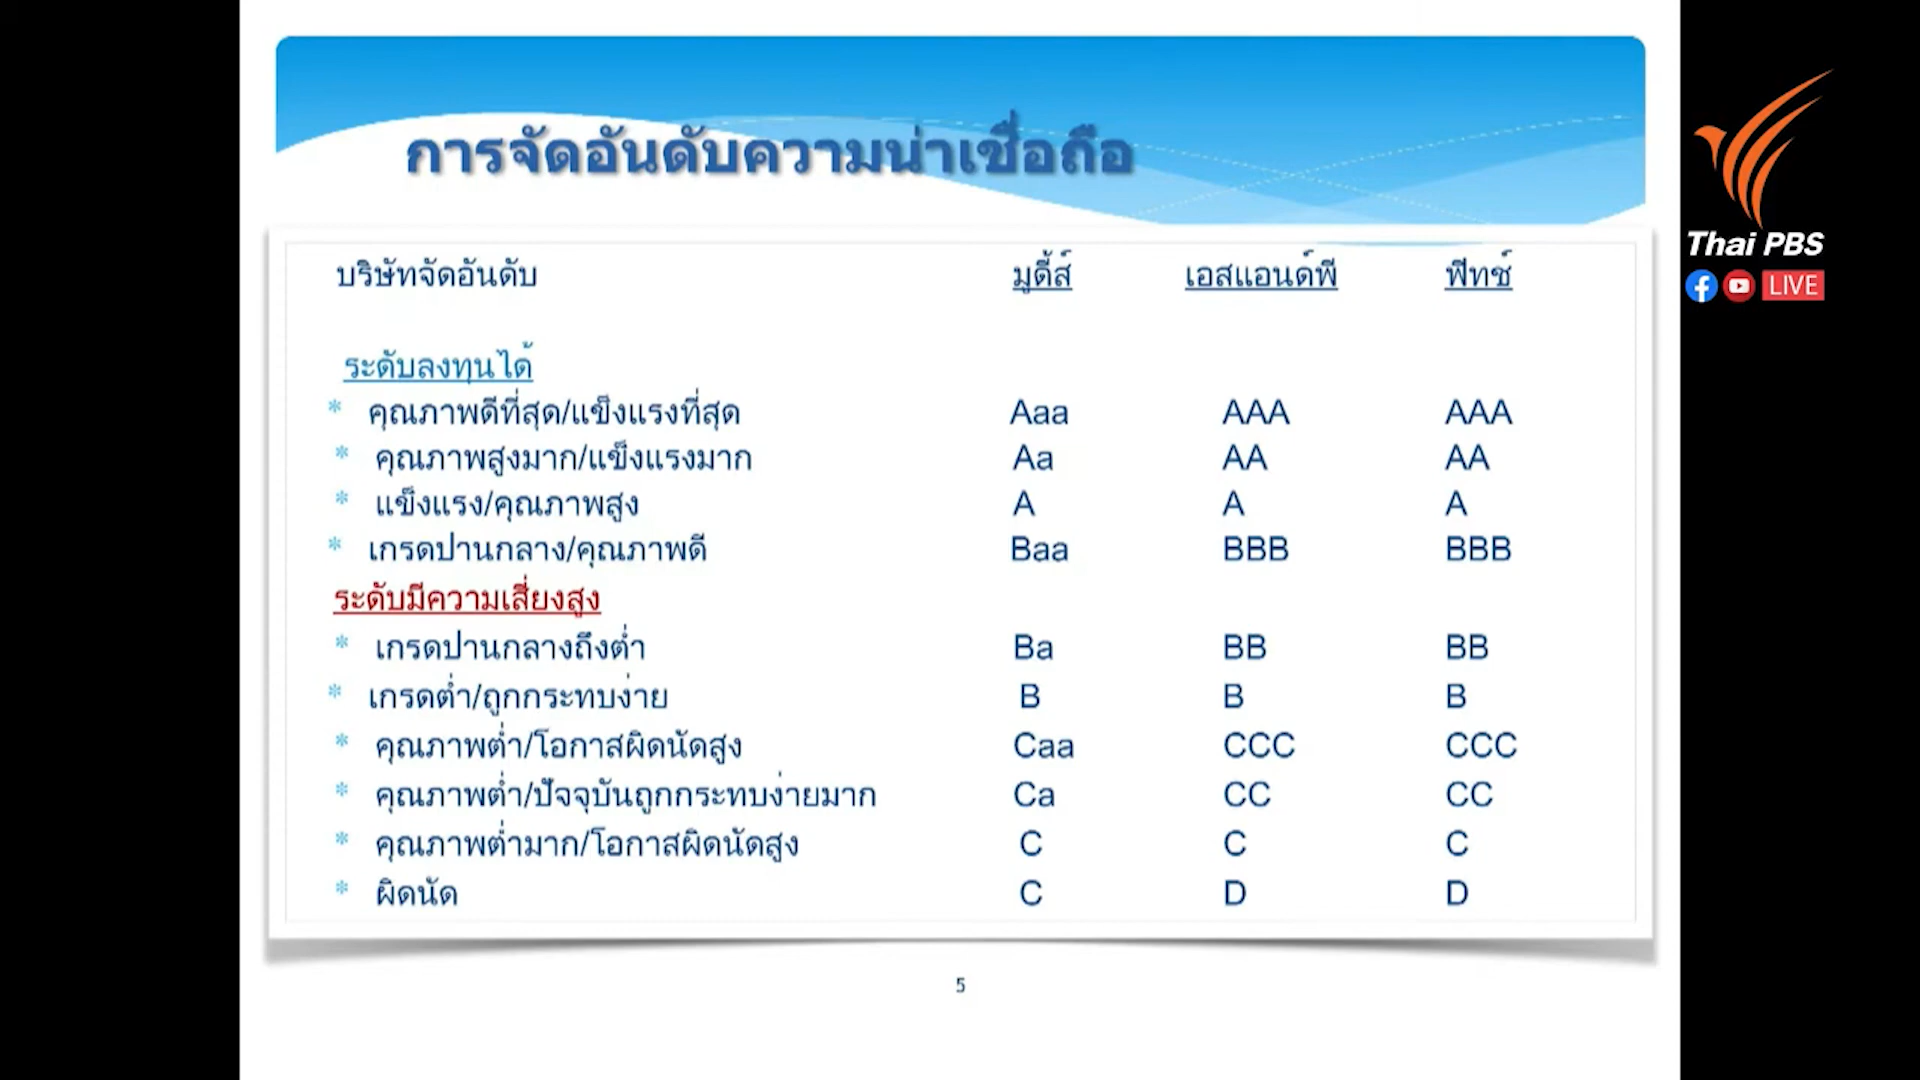 การจัดอันดับความน่าเชื่อถือ
Thai PBS
LIVE
บริษัทจัดอันดับ มูดี้ส์ เอสแอนด์พี ฟิทช์
ระดับลงทุนได้
* คุณภาพดีที่สุด/แข็งแรงที่สุด Aaa AAA AAA
* คุณภาพสูงมาก/แข็งแรงมาก Aa AA AA
* แข็งแรง/คุณภาพสูง A A A
* เกรดปานกลาง/คุณภาพดี Baa BBB BBB
ระดับมีความเสี่ยงสูง
* เกรดปานกลางถึงต่ำ Ba BB BB
* เกรดต่ำ/ถูกกระทบง่าย B B B
* คุณภาพต่ำ/โอกาสผิดนัดสูง Caa CCC CCC
* คุณภาพต่ำ/ปัจจุบันถูกกระทบง่ายมาก Ca CC CC
* คุณภาพต่ำมาก/โอกาสผิดนัดสูง C C C
* ผิดนัด C D D
5